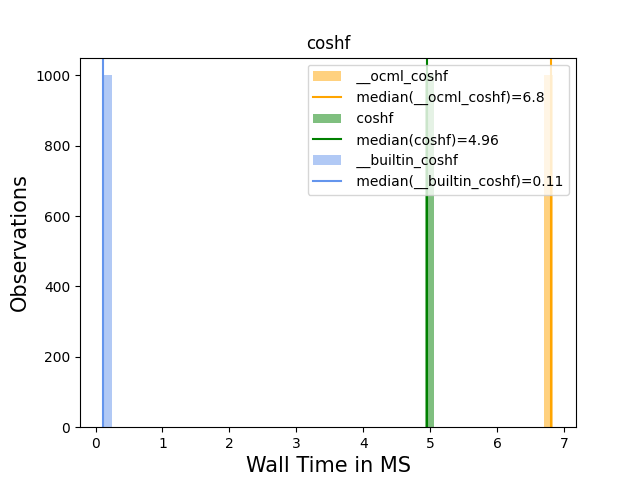 coshf
1000
800
600
400
200
0
Observations
__ocml_coshf
median(__ocml_coshf)=6.8
coshf
median(coshf)=4.96
__builtin_coshf
median(__builtin_coshf)=0.11
0 1 2 3 4 5 6 7
Wall Time in MS